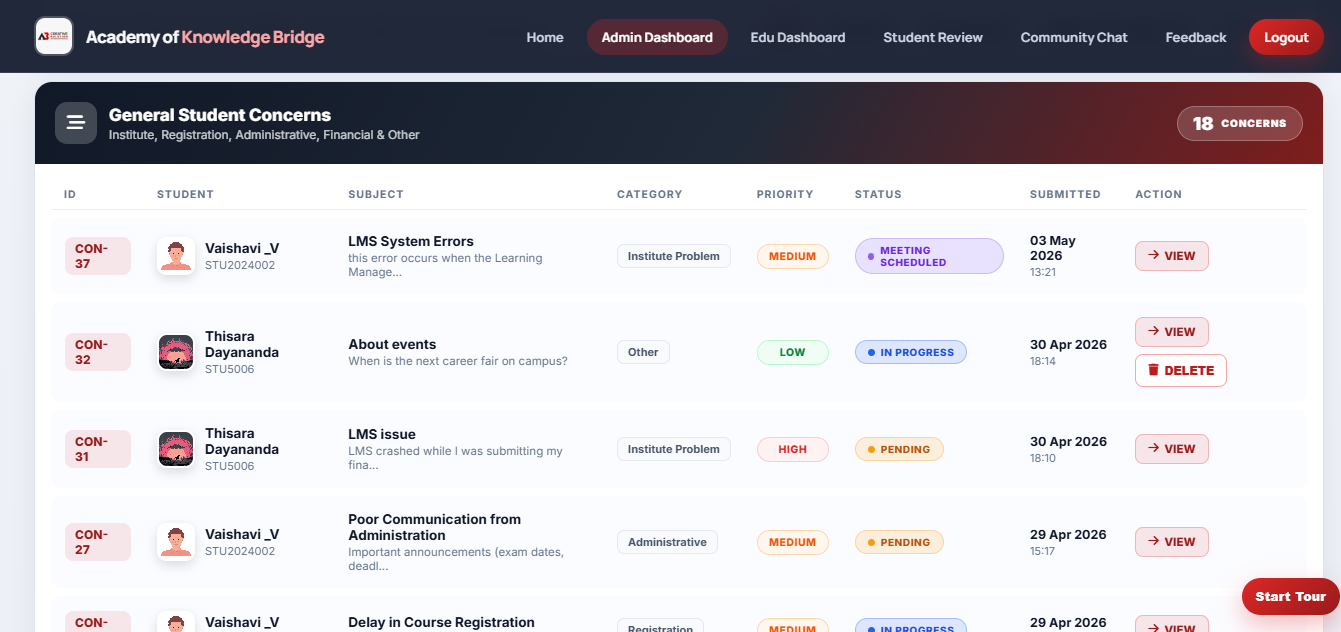 Academy of Knowledge Bridge
Home Admin Dashboard Edu Dashboard Student Review Community Chat Feedback Logout
General Student Concerns
Institute, Registration, Administrative, Financial & Other
18 CONCERNS
ID STUDENT SUBJECT CATEGORY PRIORITY STATUS SUBMITTED ACTION
CON-
37
Vaishavi _V
STU2024002
LMS System Errors
this error occurs when the Learning
Manage...
Institute Problem
MEDIUM
MEETING
SCHEDULED
03 May
2026
13:21
→ VIEW
CON-
32
Thisara
Dayananda
STU5006
About events
When is the next career fair on campus?
Other
LOW
IN PROGRESS
30 Apr 2026
18:14
→ VIEW
DELETE
CON-
31
Thisara
Dayananda
STU5006
LMS issue
LMS crashed while I was submitting my
fina...
Institute Problem
HIGH
PENDING
30 Apr 2026
18:10
→ VIEW
CON-
27
Vaishavi _V
STU2024002
Poor Communication from
Administration
Important announcements (exam dates,
deadl...
Administrative
MEDIUM
PENDING
29 Apr 2026
15:17
→ VIEW
CON-
Vaishavi _V
Delay in Course Registration
Registration
MEDIUM
IN PROGRESS
29 Apr 2026
→ VIEW
Start Tour